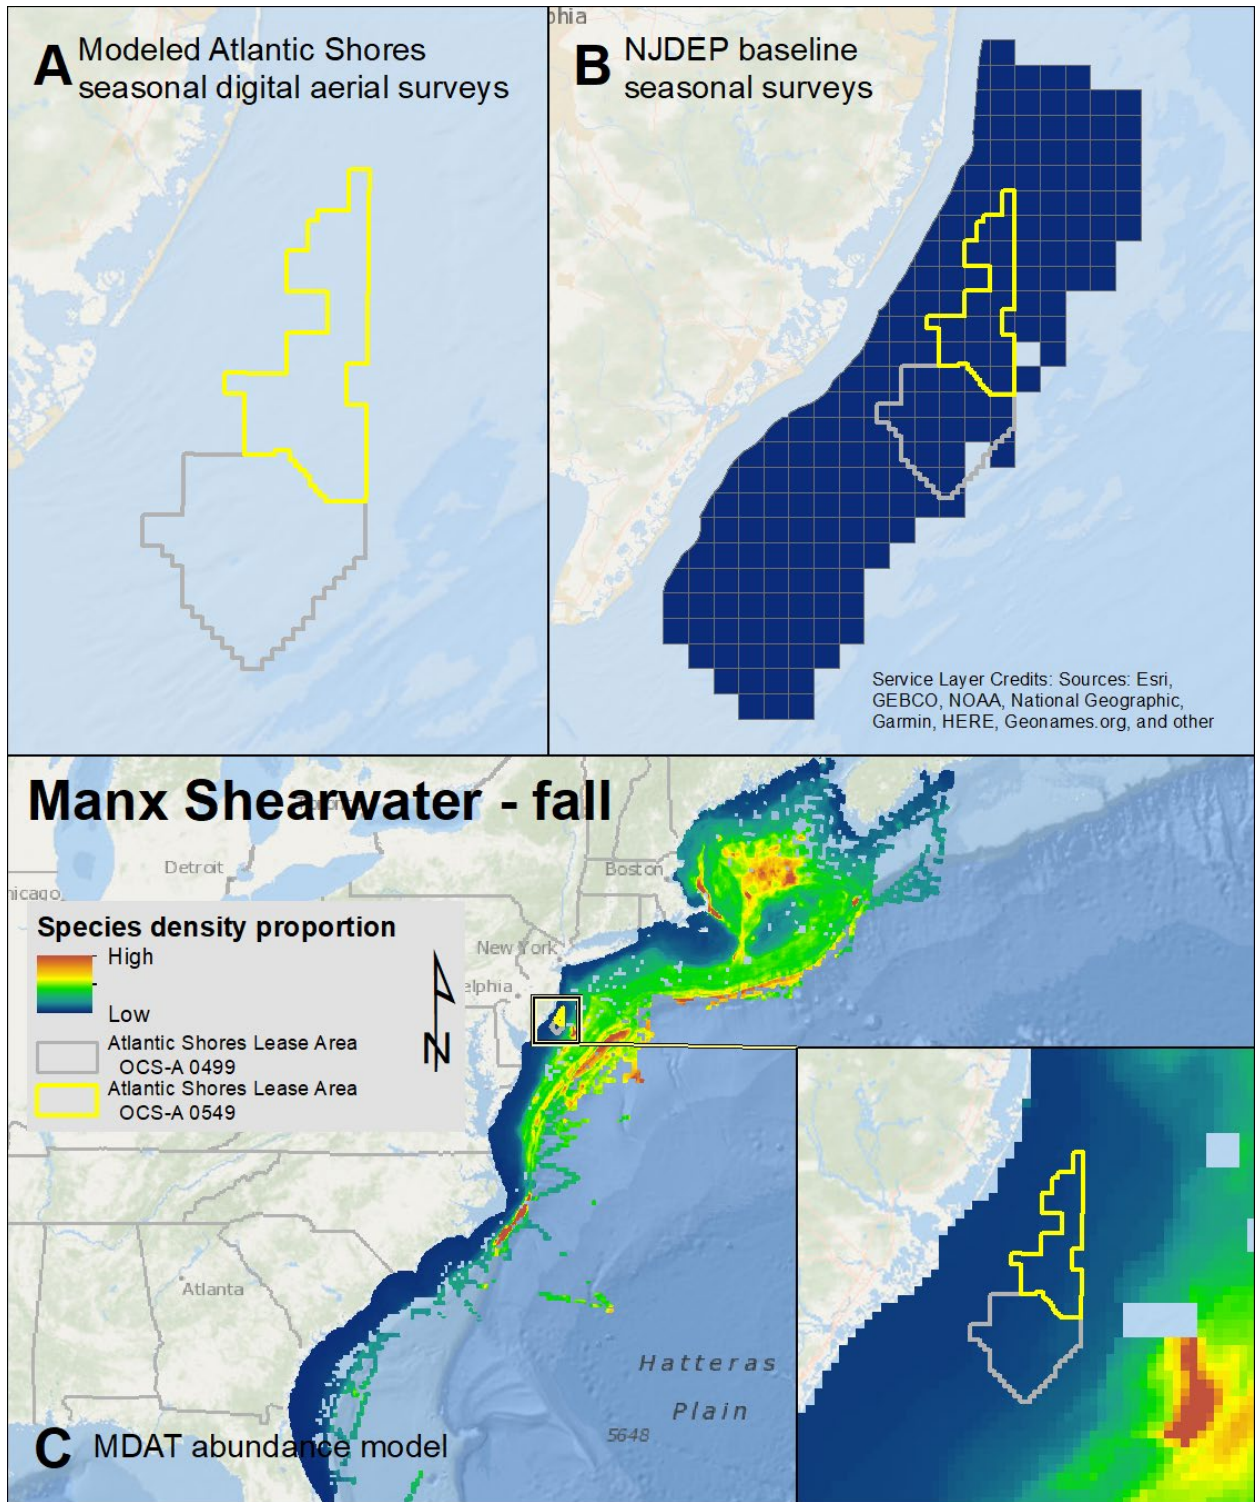 A Modeled Atlantic Shores
seasonal digital aerial surveys
phia
B NJDEP baseline
seasonal surveys
Service Layer Credits: Sources: Esri,
GEBCO, NOAA, National Geographic,
Garmin, HERE, Geonames.org, and other
Manx Shearwater - fall
Detroit
hicago
Boston
Species density proportion
High
Low
New York
elphia
N
Atlantic Shores Lease Area
OCS-A 0499
Atlantic Shores Lease Area
OCS-A 0549
Atlanta
Hatteras
Plain
5648
C MDAT abundance model